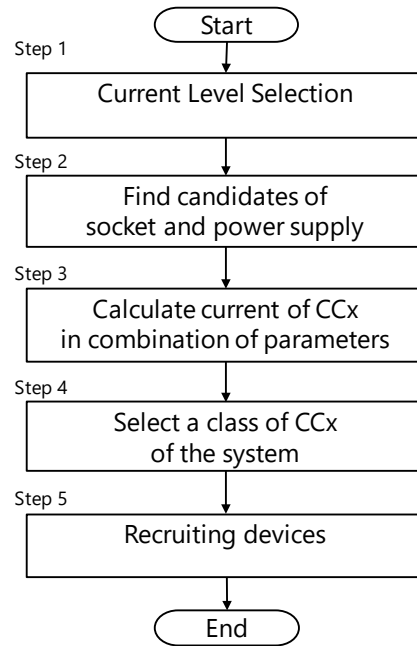 Start
Step 1
Current Level Selection
Step 2
Find candidates of
socket and power supply
Step 3
Calculate current of CCx
in combination of parameters
Step 4
Select a class of CCx
of the system
Step 5
Recruiting devices
End